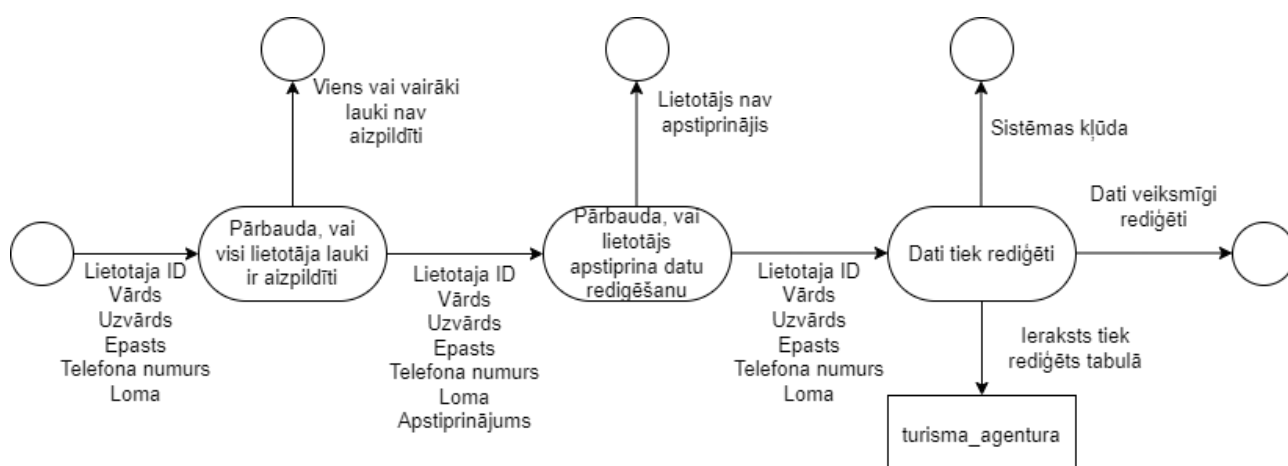 Viens vai vairāki
lauki nav
aizpildīti
Lietotājs nav
apstiprinājis
Sistēmas kļūda
Dati veiksmīgi
rediģēti
Pārbauda, vai
visi lietotāja lauki
ir aizpildīti
Pārbauda, vai
lietotājs
apstiprina datu
redigēšanu
Dati tiek rediģēti
Lietotaja ID
Vārds
Uzvārds
Epasts
Telefona numurs
Loma
Lietotaja ID
Vārds
Uzvārds
Epasts
Telefona numurs
Loma
Apstiprinājums
Lietotaja ID
Vārds
Uzvārds
Epasts
Telefona numurs
Loma
Ieraksts tiek
rediģēts tabulā
turisma_agentura